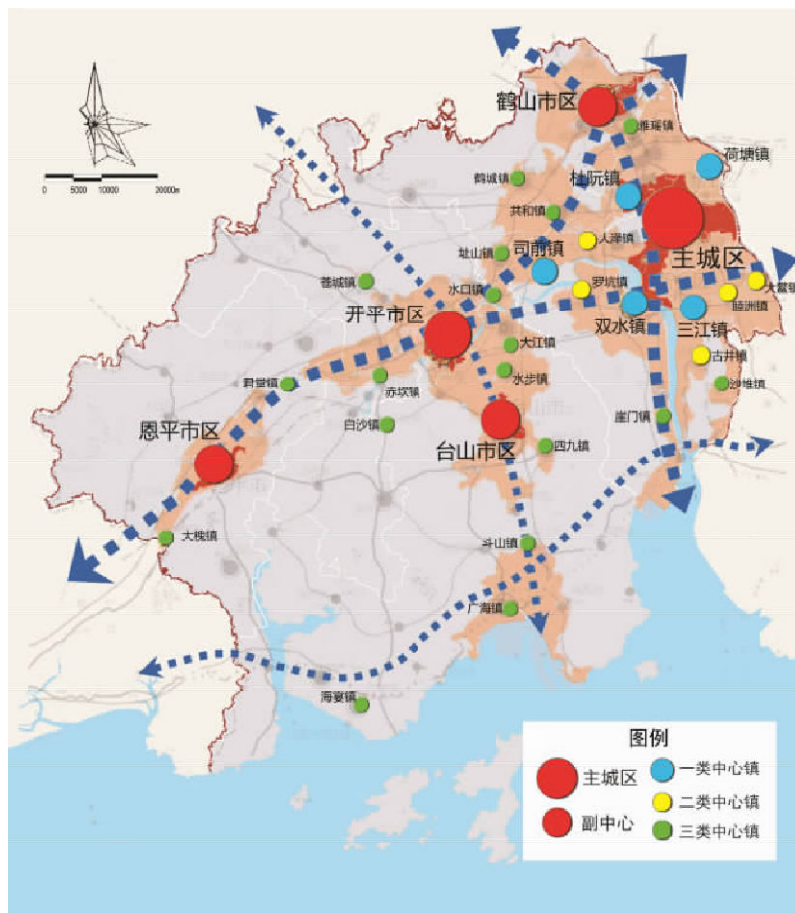 鹤山市区
雅瑶镇
荷塘镇
鹤城镇
杜阮镇
共和镇
人泽镇
主城区
址山镇
司前镇
苍城镇
水口镇
罗坑镇
大鳌镇
睦洲镇
开平市区
双水镇
三江镇
大江镇
古井镇
水步镇
君堂镇
赤坎镇
沙堆镇
白沙镇
崖门镇
恩平市区
台山市区
四九镇
大槐镇
斗山镇
广海镇
海宴镇
0 5000 10000 20000m
图例
主城区
副中心
一类中心镇
二类中心镇
三类中心镇